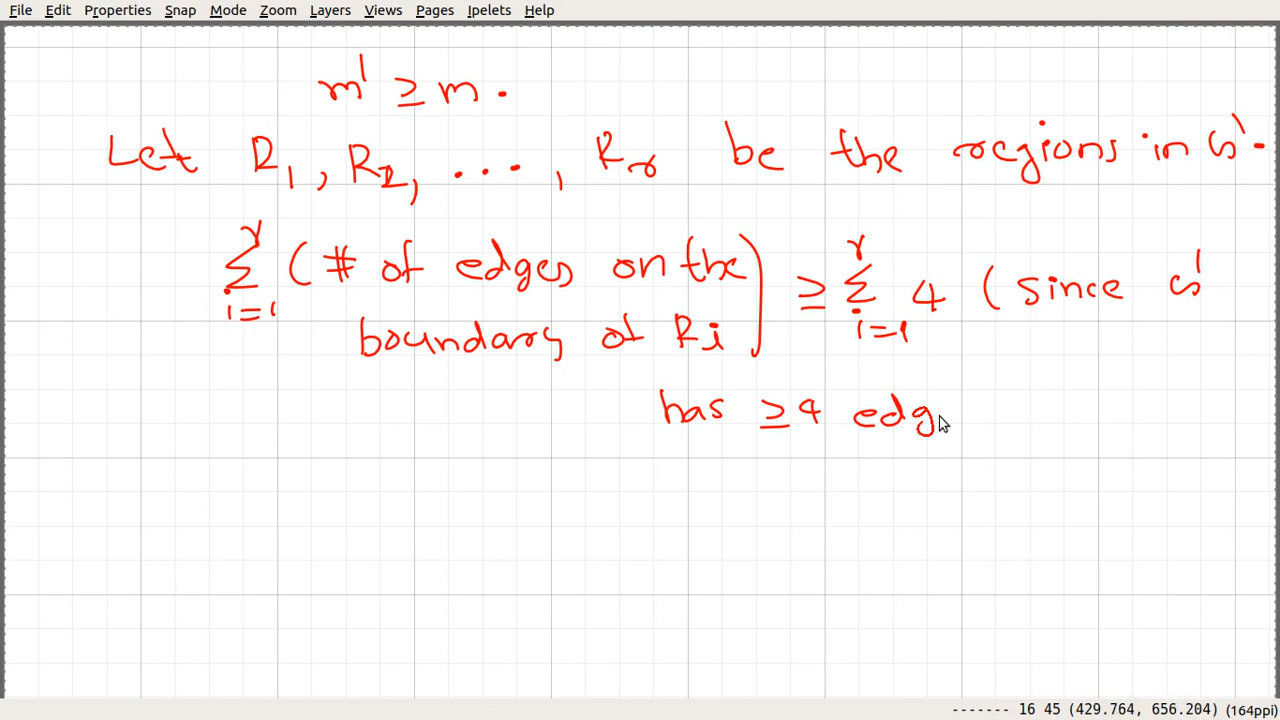 File Edit Properties Snap Mode Zoom Layers Views Pages Ipelets Help
m' ≥ m.
Let R₁, R₂, ..., Rᵣ be the regions in G'.
∑ᵢ₌₁ʳ (# of edges on the boundary of Rᵢ) ≥ ∑ᵢ₌₁ʳ 4 (since G'
has ≥4 edg
------- 16 45 (429.764, 656.204) (164ppi)